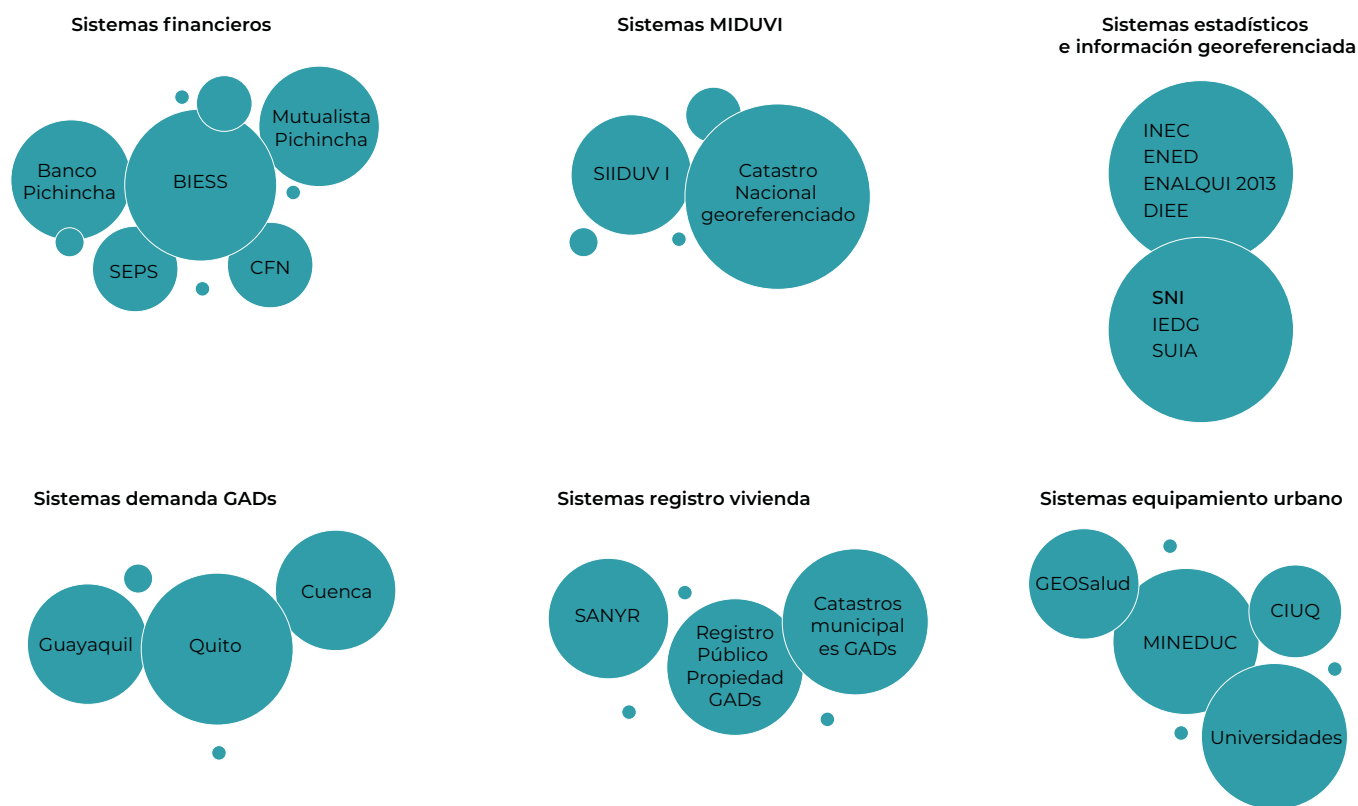 Sistemas financieros
Mutualista
Pichincha
Banco
Pichincha
BIESS
SEPS
CFN
Sistemas MIDUVI
SIIDUV I
Catastro
Nacional
georeferenciado
Sistemas estadísticos
e información georeferenciada
INEC
ENED
ENALQUI 2013
DIEE
SNI
IEDG
SUIA
Sistemas demanda GADs
Guayaquil
Quito
Cuenca
Sistemas registro vivienda
SANYR
Registro
Público
Propiedad
GADs
Catastros
municipal
es GADs
Sistemas equipamiento urbano
GEOSalud
MINEDUC
CIUQ
Universidades